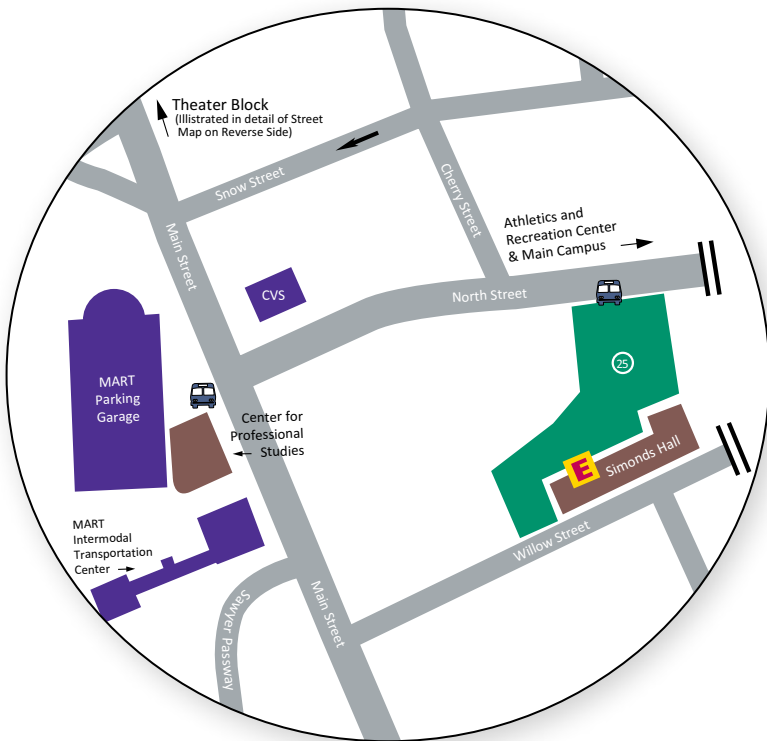 Theater Block
(Illustrated in detail of Street
Map on Reverse Side)
Snow Street
Cherry Street
Main Street
Athletics and
Recreation Center
& Main Campus
CVS
North Street
MART
Parking
Garage
25
Center for
Professional
Studies
E
Simonds Hall
MART
Intermodal
Transportation
Center
Willow Street
Sawyer Passway
Main Street